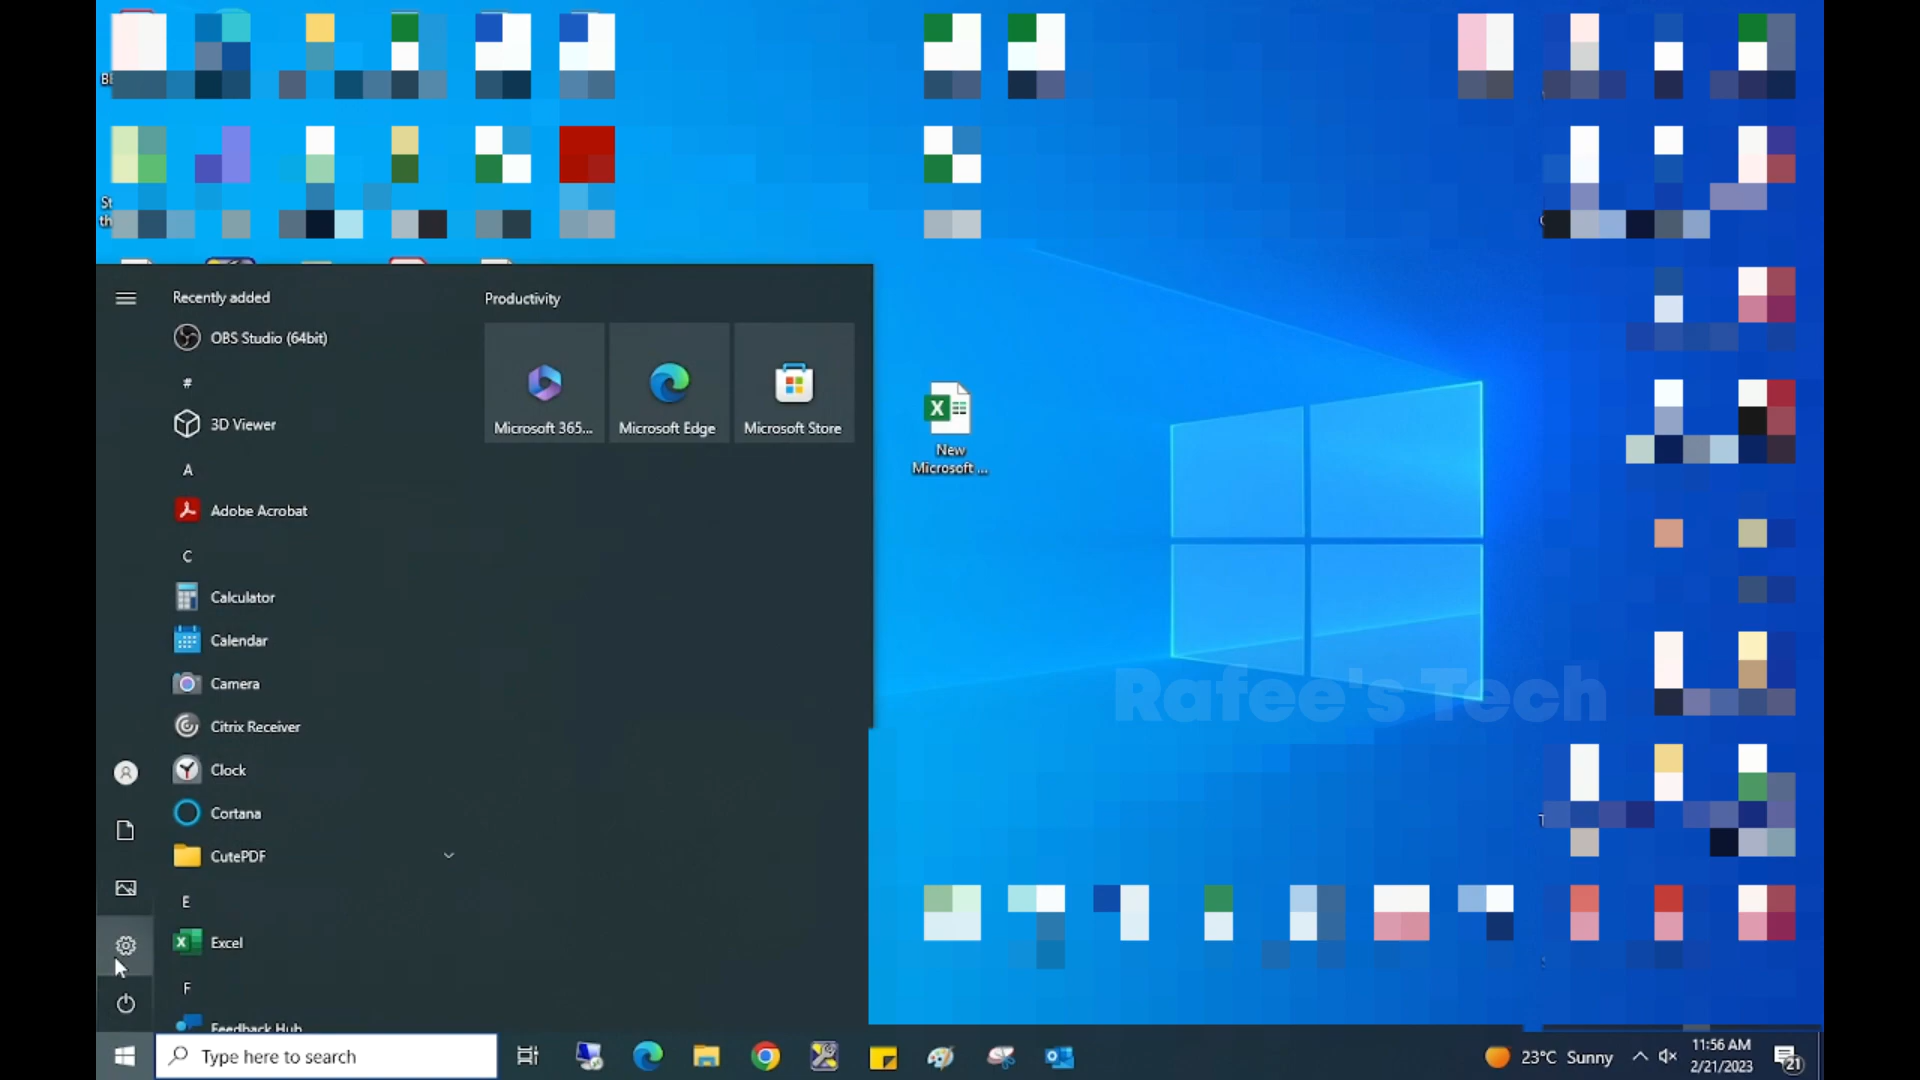 Recently added
Productivity
OBS Studio (64bit)
#
3D Viewer
Microsoft 365...
Microsoft Edge
Microsoft Store
A
Adobe Acrobat
C
Calculator
Calendar
Camera
Citrix Receiver
Clock
Cortana
CutePDF
E
Excel
F
Feedback Hub
New
Microsoft ...
Rafee's Tech
Type here to search
23°C Sunny
11:56 AM
2/21/2023
21